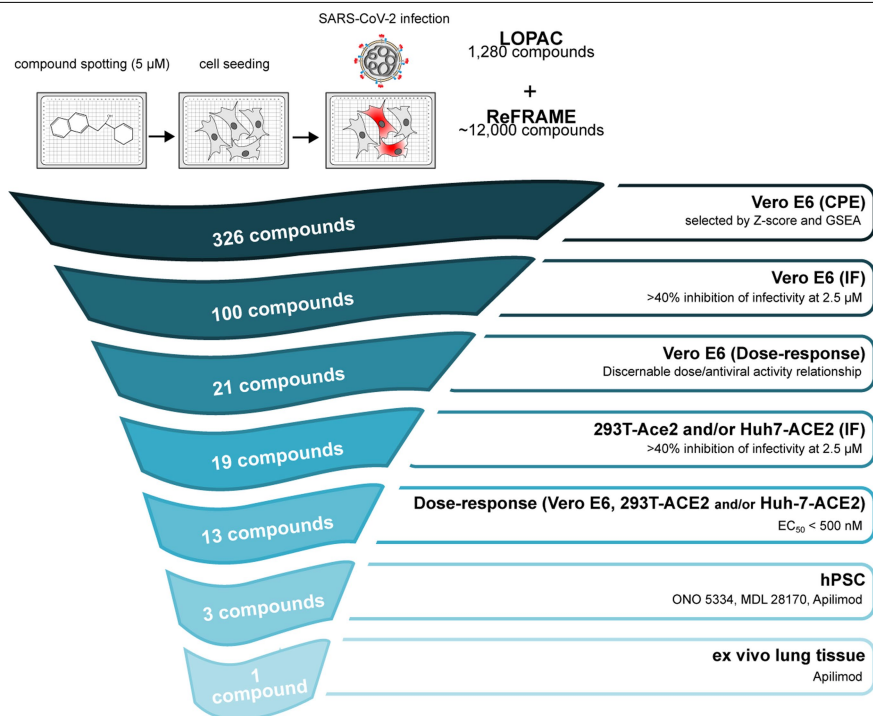 SARS-CoV-2 infection
LOPAC
1,280 compounds
compound spotting (5 µM)
cell seeding
+
ReFRAME
~12,000 compounds
326 compounds
Vero E6 (CPE)
selected by Z-score and GSEA
100 compounds
Vero E6 (IF)
>40% inhibition of infectivity at 2.5 µM
21 compounds
Vero E6 (Dose-response)
Discernable dose/antiviral activity relationship
19 compounds
293T-Ace2 and/or Huh7-ACE2 (IF)
>40% inhibition of infectivity at 2.5 µM
13 compounds
Dose-response (Vero E6, 293T-ACE2 and/or Huh-7-ACE2)
EC₅₀ < 500 nM
3 compounds
hPSC
ONO 5334, MDL 28170, Apilimod
1
compound
ex vivo lung tissue
Apilimod